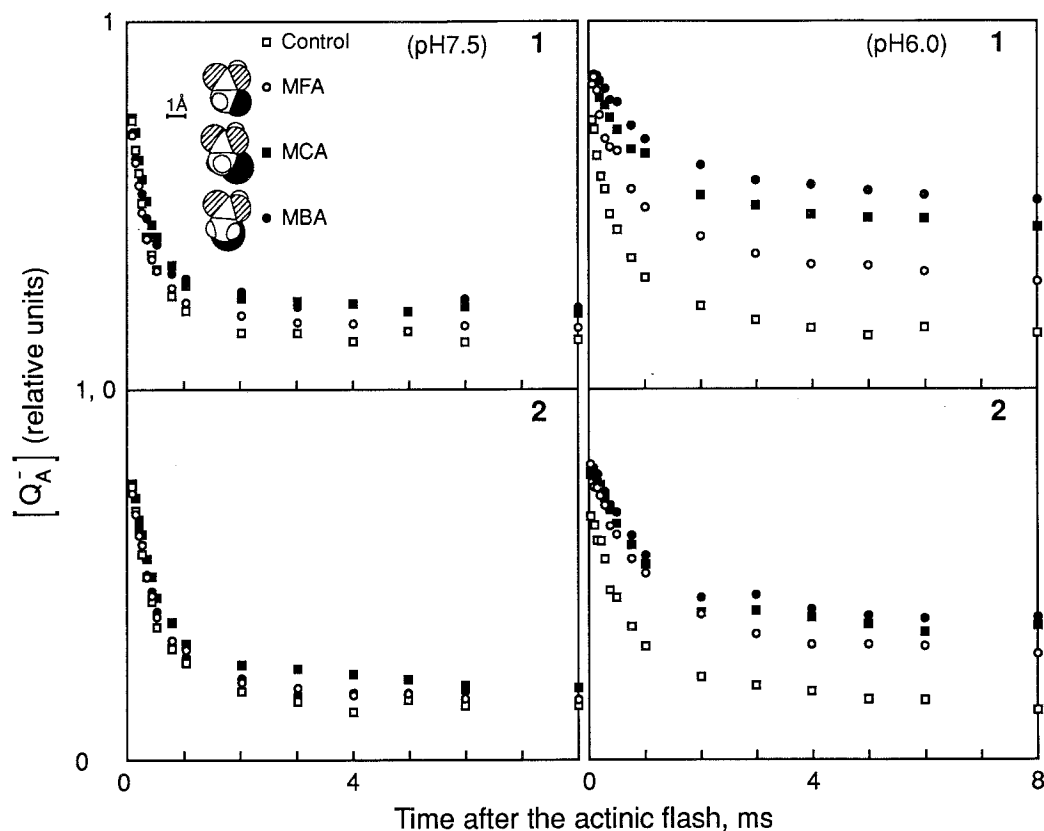 1
(pH7.5) 1
(pH6.0) 1
□ Control
1Å
○ MFA
■ MCA
● MBA
[Q_A^-] (relative units)
1, 0
2
2
0
0 4 0 4 8
Time after the actinic flash, ms